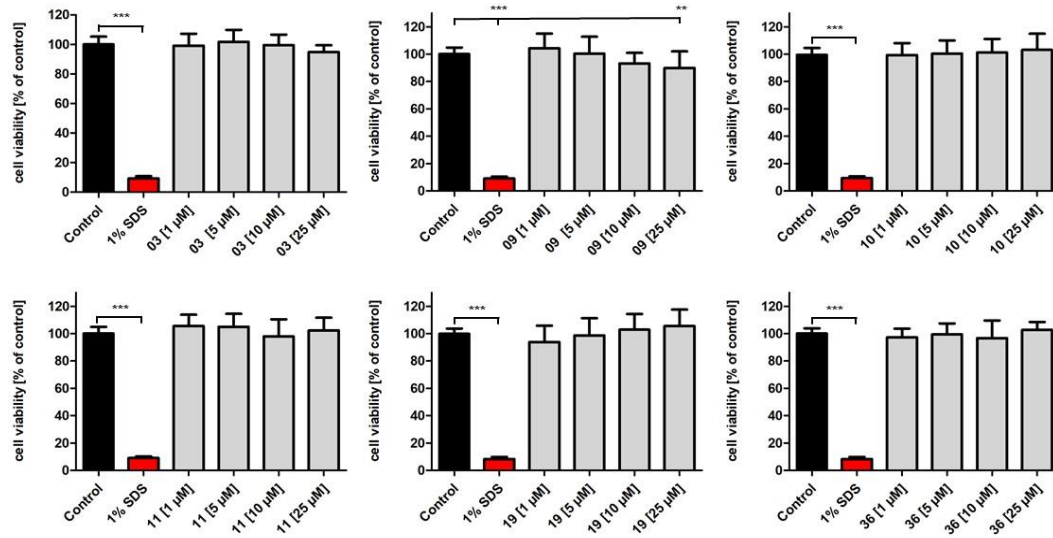 ***
120
100
80
60
40
20
0
cell viability [% of control]
Control
1% SDS
03 [1 µM]
03 [5 µM]
03 [10 µM]
03 [25 µM]
*** **
120
100
80
60
40
20
0
cell viability [% of control]
Control
1% SDS
09 [1 µM]
09 [5 µM]
09 [10 µM]
09 [25 µM]
***
120
100
80
60
40
20
0
cell viability [% of control]
Control
1% SDS
10 [1 µM]
10 [5 µM]
10 [10 µM]
10 [25 µM]
***
120
100
80
60
40
20
0
cell viability [% of control]
Control
1% SDS
11 [1 µM]
11 [5 µM]
11 [10 µM]
11 [25 µM]
***
120
100
80
60
40
20
0
cell viability [% of control]
Control
1% SDS
19 [1 µM]
19 [5 µM]
19 [10 µM]
19 [25 µM]
***
120
100
80
60
40
20
0
cell viability [% of control]
Control
1% SDS
36 [1 µM]
36 [5 µM]
36 [10 µM]
36 [25 µM]